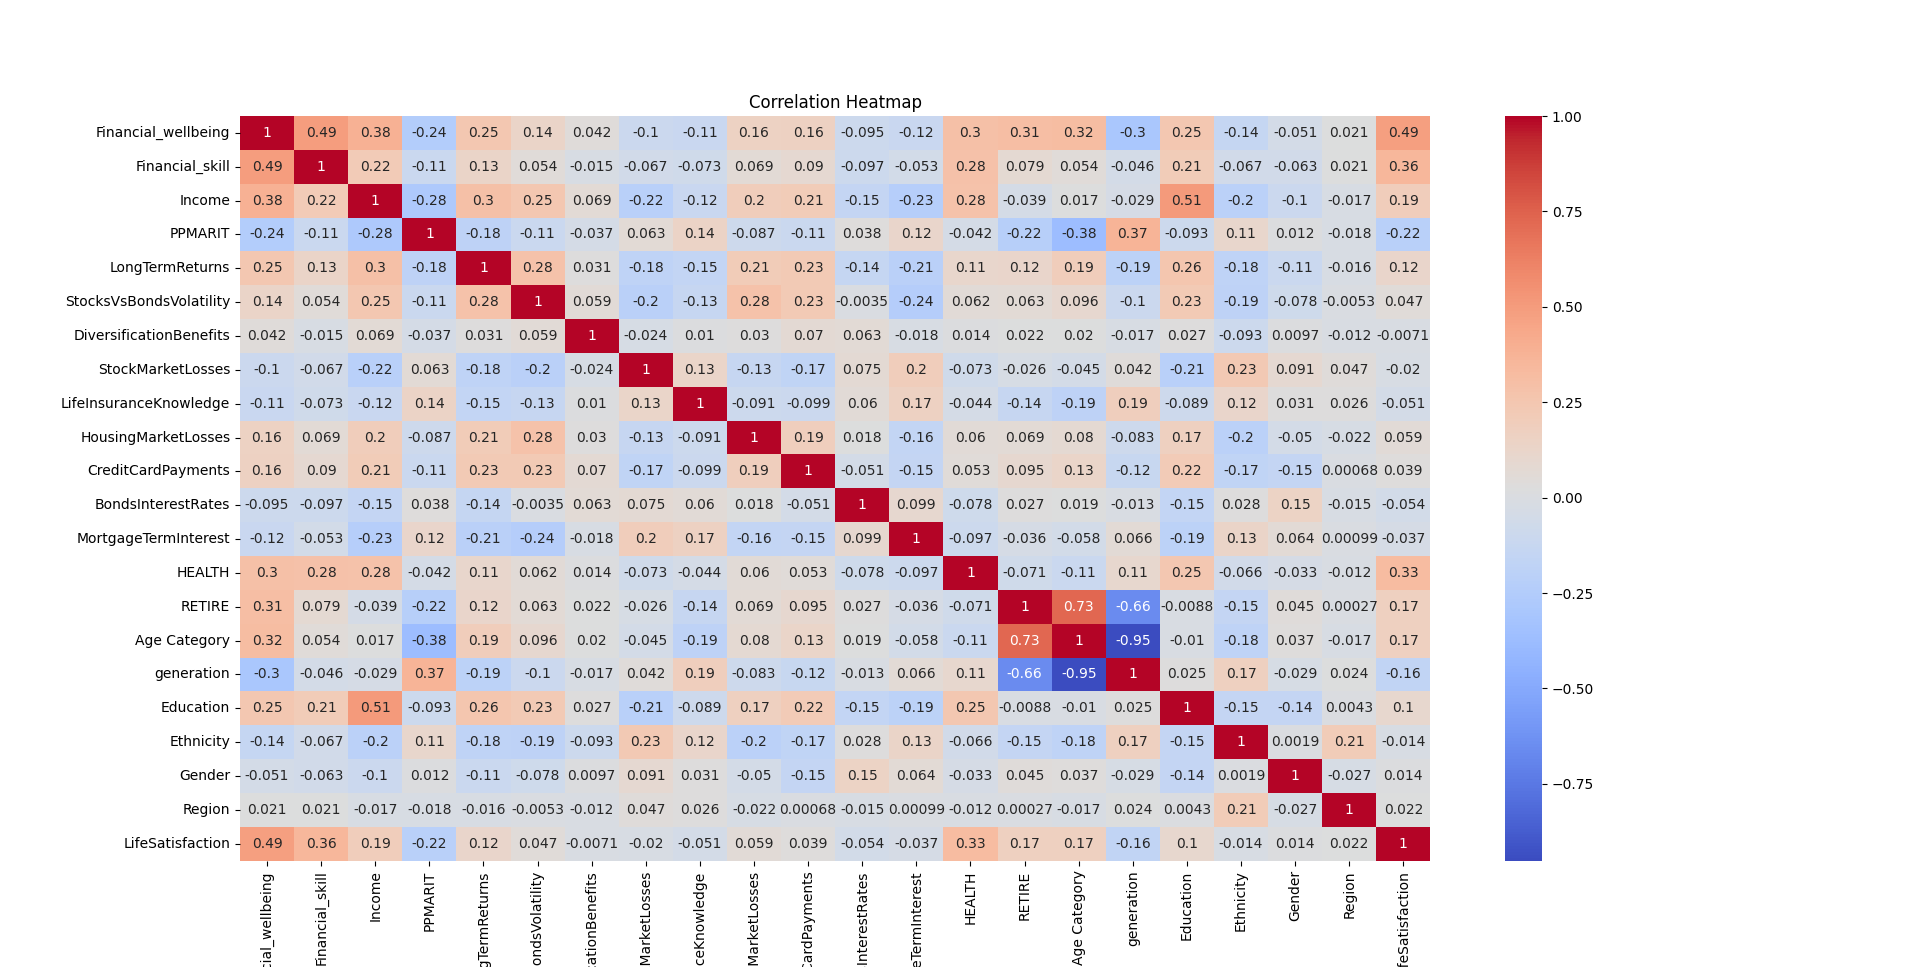 Correlation Heatmap
Financial_wellbeing 1 0.49 0.38 -0.24 0.25 0.14 0.042 -0.1 -0.11 0.16 0.16 -0.095 -0.12 0.3 0.31 0.32 -0.3 0.25 -0.14 -0.051 0.021 0.49 1.00
Financial_skill 0.49 1 0.22 -0.11 0.13 0.054 -0.015 -0.067 -0.073 0.069 0.09 -0.097 -0.053 0.28 0.079 0.054 -0.046 0.21 -0.067 -0.063 0.021 0.36
Income 0.38 0.22 1 -0.28 0.3 0.25 0.069 -0.22 -0.12 0.2 0.21 -0.15 -0.23 0.28 -0.039 0.017 -0.029 0.51 -0.2 -0.1 -0.017 0.19 0.75
PPMARIT -0.24 -0.11 -0.28 1 -0.18 -0.11 -0.037 0.063 0.14 -0.087 -0.11 0.038 0.12 -0.042 -0.22 -0.38 0.37 -0.093 0.11 0.012 -0.018 -0.22
LongTermReturns 0.25 0.13 0.3 -0.18 1 0.28 0.031 -0.18 -0.15 0.21 0.23 -0.14 -0.21 0.11 0.12 0.19 -0.19 0.26 -0.18 -0.11 -0.016 0.12
StocksVsBondsVolatility 0.14 0.054 0.25 -0.11 0.28 1 0.059 -0.2 -0.13 0.28 0.23 -0.0035 -0.24 0.062 0.063 0.096 -0.1 0.23 -0.19 -0.078 -0.0053 0.047 0.50
DiversificationBenefits 0.042 -0.015 0.069 -0.037 0.031 0.059 1 -0.024 0.01 0.03 0.07 0.063 -0.018 0.014 0.022 0.02 -0.017 0.027 -0.093 0.0097 -0.012 -0.0071
StockMarketLosses -0.1 -0.067 -0.22 0.063 -0.18 -0.2 -0.024 1 0.13 -0.13 -0.17 0.075 0.2 -0.073 -0.026 -0.045 0.042 -0.21 0.23 0.091 0.047 -0.02
LifeInsuranceKnowledge -0.11 -0.073 -0.12 0.14 -0.15 -0.13 0.01 0.13 1 -0.091 -0.099 0.06 0.17 -0.044 -0.14 -0.19 0.19 -0.089 0.12 0.031 0.026 -0.051 0.25
HousingMarketLosses 0.16 0.069 0.2 -0.087 0.21 0.28 0.03 -0.13 -0.091 1 0.19 0.018 -0.16 0.06 0.069 0.08 -0.083 0.17 -0.2 -0.05 -0.022 0.059
CreditCardPayments 0.16 0.09 0.21 -0.11 0.23 0.23 0.07 -0.17 -0.099 0.19 1 -0.051 -0.15 0.053 0.095 0.13 -0.12 0.22 -0.17 -0.15 0.00068 0.039
BondsInterestRates -0.095 -0.097 -0.15 0.038 -0.14 -0.0035 0.063 0.075 0.06 0.018 -0.051 1 0.099 -0.078 0.027 0.019 -0.013 -0.15 0.028 0.15 -0.015 -0.054 0.00
MortgageTermInterest -0.12 -0.053 -0.23 0.12 -0.21 -0.24 -0.018 0.2 0.17 -0.16 -0.15 0.099 1 -0.097 -0.036 -0.058 0.066 -0.19 0.13 0.064 0.00099 -0.037
HEALTH 0.3 0.28 0.28 -0.042 0.11 0.062 0.014 -0.073 -0.044 0.06 0.053 -0.078 -0.097 1 -0.071 -0.11 0.11 0.25 -0.066 -0.033 -0.012 0.33
RETIRE 0.31 0.079 -0.039 -0.22 0.12 0.063 0.022 -0.026 -0.14 0.069 0.095 0.027 -0.036 -0.071 1 0.73 -0.66 -0.0088 -0.15 0.045 0.00027 0.17 −0.25
Age Category 0.32 0.054 0.017 -0.38 0.19 0.096 0.02 -0.045 -0.19 0.08 0.13 0.019 -0.058 -0.11 0.73 1 -0.95 -0.01 -0.18 0.037 -0.017 0.17
generation -0.3 -0.046 -0.029 0.37 -0.19 -0.1 -0.017 0.042 0.19 -0.083 -0.12 -0.013 0.066 0.11 -0.66 -0.95 1 0.025 0.17 -0.029 0.024 -0.16
Education 0.25 0.21 0.51 -0.093 0.26 0.23 0.027 -0.21 -0.089 0.17 0.22 -0.15 -0.19 0.25 -0.0088 -0.01 0.025 1 -0.15 -0.14 0.0043 0.1 −0.50
Ethnicity -0.14 -0.067 -0.2 0.11 -0.18 -0.19 -0.093 0.23 0.12 -0.2 -0.17 0.028 0.13 -0.066 -0.15 -0.18 0.17 -0.15 1 0.0019 0.21 -0.014
Gender -0.051 -0.063 -0.1 0.012 -0.11 -0.078 0.0097 0.091 0.031 -0.05 -0.15 0.15 0.064 -0.033 0.045 0.037 -0.029 -0.14 0.0019 1 -0.027 0.014 −0.75
Region 0.021 0.021 -0.017 -0.018 -0.016 -0.0053 -0.012 0.047 0.026 -0.022 0.00068 -0.015 0.00099 -0.012 0.00027 -0.017 0.024 0.0043 0.21 -0.027 1 0.022
LifeSatisfaction 0.49 0.36 0.19 -0.22 0.12 0.047 -0.0071 -0.02 -0.051 0.059 0.039 -0.054 -0.037 0.33 0.17 0.17 -0.16 0.1 -0.014 0.014 0.022 1
cial_wellbeing Financial_skill Income PPMARIT gTermReturns ondsVolatility cationBenefits MarketLosses ceKnowledge MarketLosses CardPayments InterestRates eTermInterest HEALTH RETIRE Age Category generation Education Ethnicity Gender Region feSatisfaction